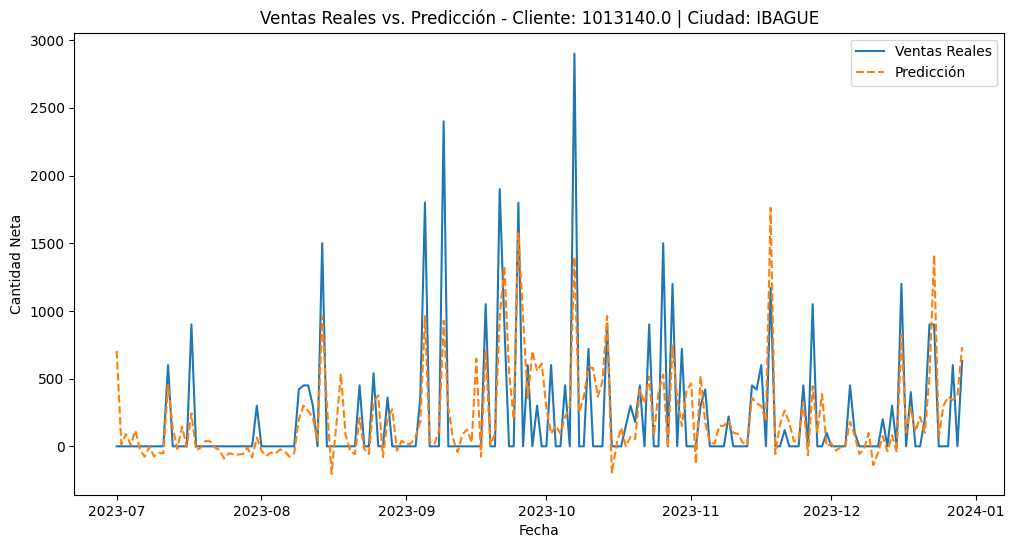 Ventas Reales vs. Predicción - Cliente: 1013140.0 | Ciudad: IBAGUE
Ventas Reales
Predicción
Cantidad Neta
3000
2500
2000
1500
1000
500
0
2023-07
2023-08
2023-09
2023-10
2023-11
2023-12
2024-01
Fecha